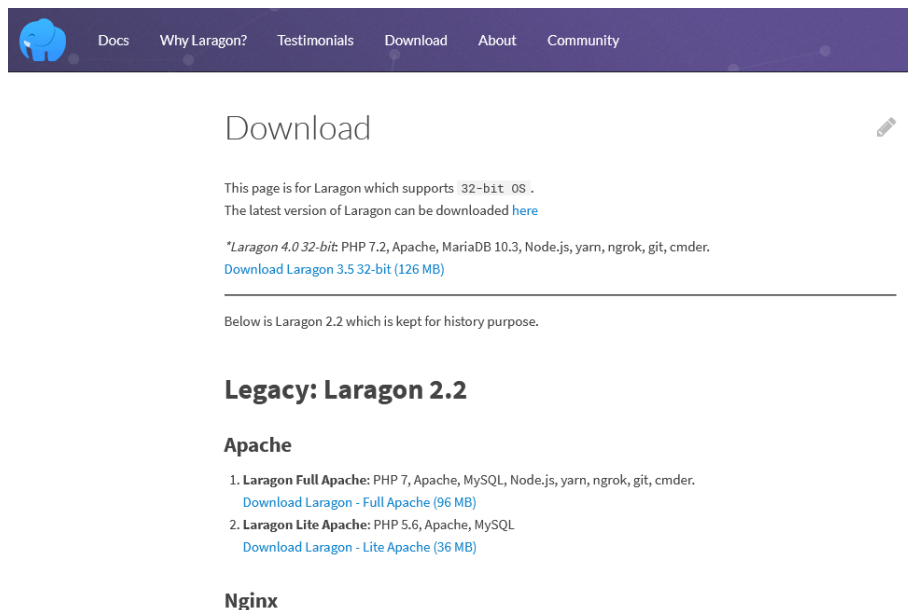 Docs Why Laragon? Testimonials Download About Community
Download
This page is for Laragon which supports 32-bit OS.
The latest version of Laragon can be downloaded here
*Laragon 4.0 32-bit: PHP 7.2, Apache, MariaDB 10.3, Node.js, yarn, ngrok, git, cmder.
Download Laragon 3.5 32-bit (126 MB)
Below is Laragon 2.2 which is kept for history purpose.
Legacy: Laragon 2.2
Apache
1. Laragon Full Apache: PHP 7, Apache, MySQL, Node.js, yarn, ngrok, git, cmder.
Download Laragon - Full Apache (96 MB)
2. Laragon Lite Apache: PHP 5.6, Apache, MySQL
Download Laragon - Lite Apache (36 MB)
Nginx